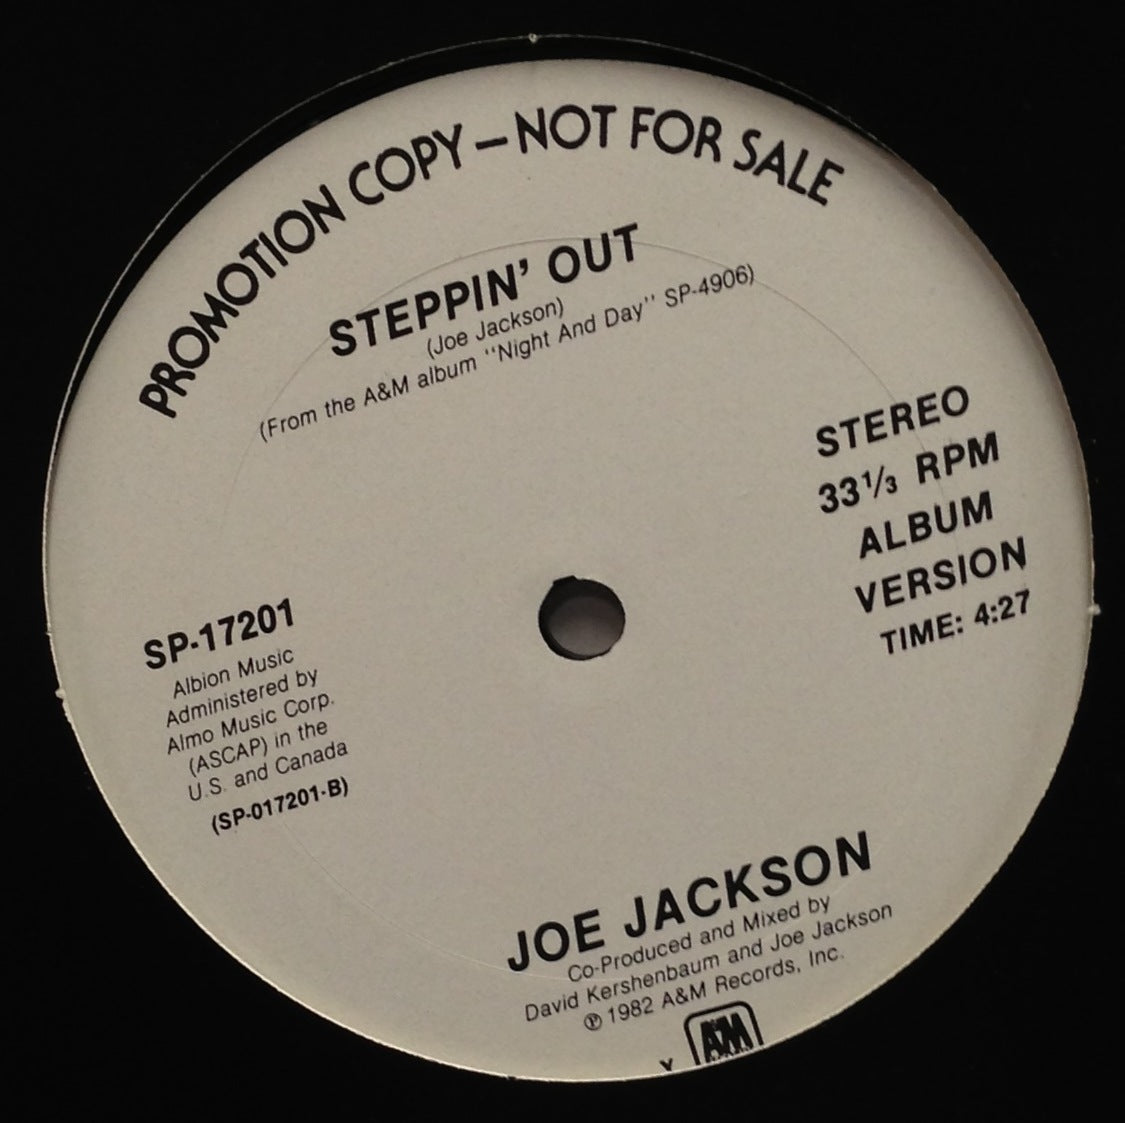 PROMOTION COPY – NOT FOR SALE
STEPPIN' OUT
(Joe Jackson)
(From the A&M album "Night And Day" SP-4906)
STEREO
33 1/3 RPM
ALBUM
VERSION
TIME: 4:27
SP-17201
Albion Music
Administered by
Almo Music Corp.
(ASCAP) in the
U.S. and Canada
(SP-017201-B)
JOE JACKSON
Co-Produced and Mixed by
David Kershenbaum and Joe Jackson
℗ 1982 A&M Records, Inc.
A&M
Y